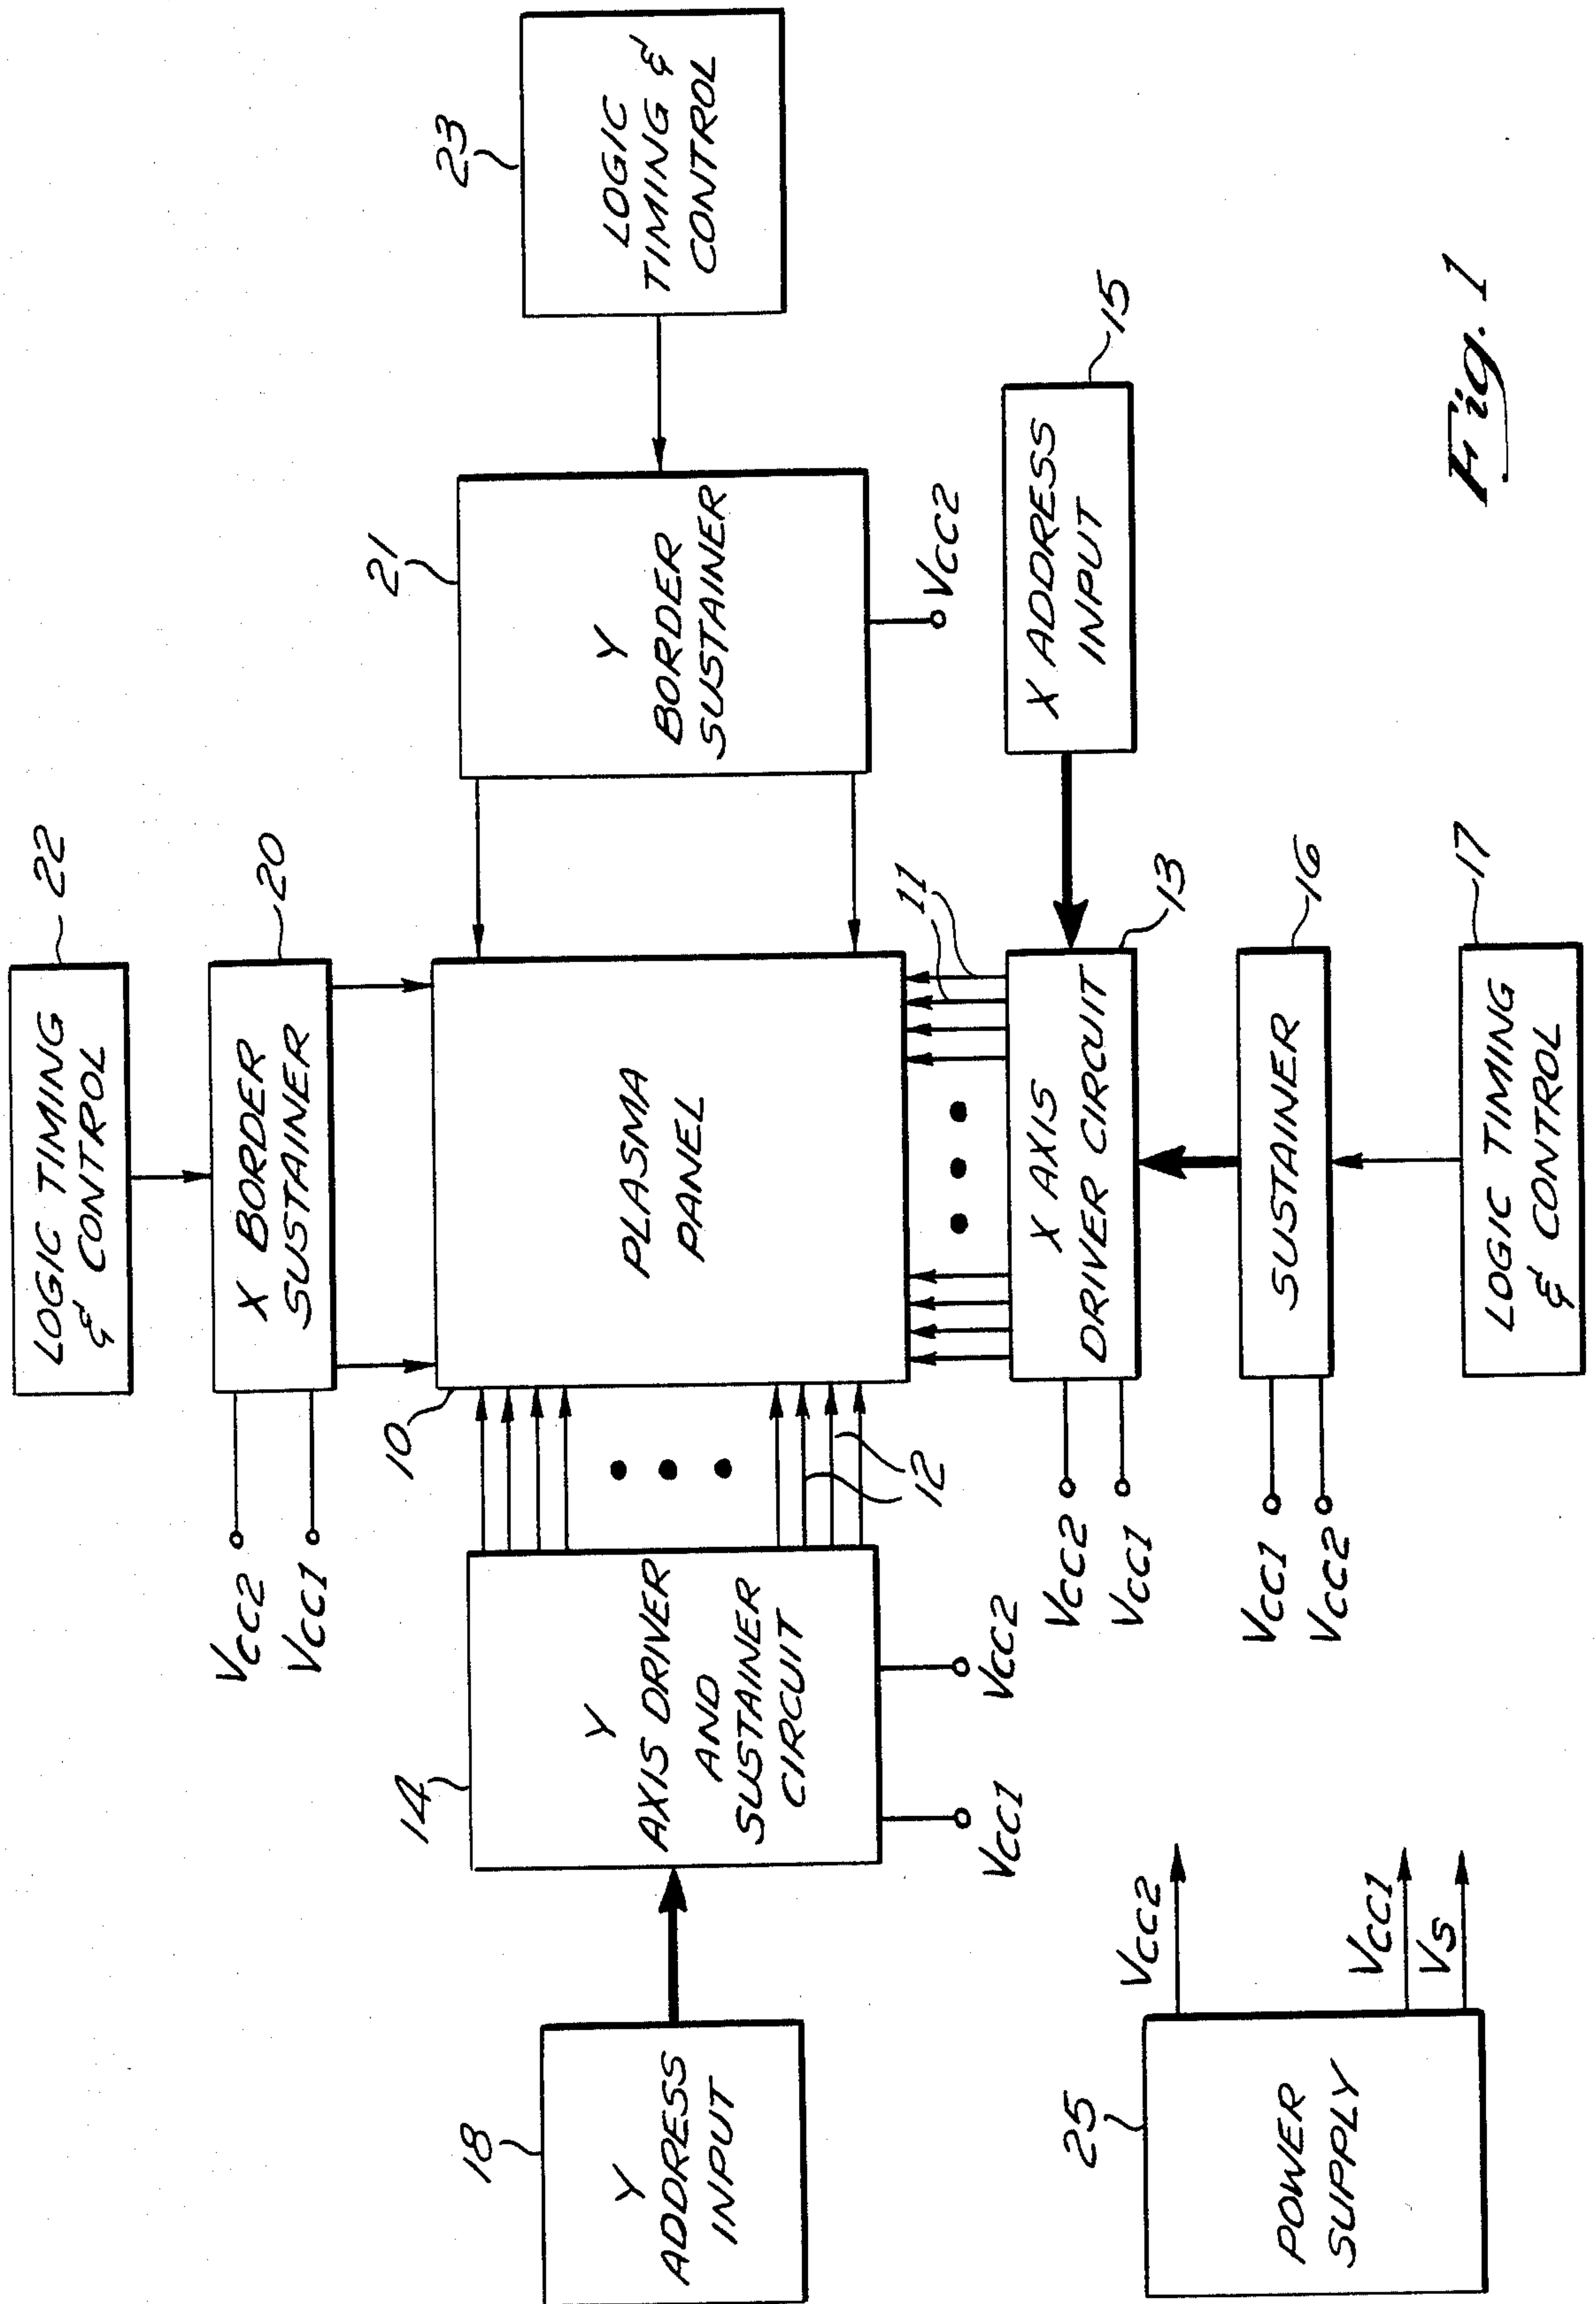 LOGIC TIMING
& CONTROL
22
X BORDER
SUSTAINER
20
VCC2
VCC1
18
Y
ADDRESS
INPUT
14
Y
AXIS DRIVER
AND
SUSTAINER
CIRCUIT
VCC1
VCC2
12
10
PLASMA
PANEL
11
21
Y
BORDER
SUSTAINER
VCC2
23
LOGIC
TIMING &
CONTROL
X AXIS
DRIVER CIRCUIT
13
VCC2
VCC1
X ADDRESS
INPUT
15
SUSTAINER
16
VCC1
VCC2
LOGIC TIMING
& CONTROL
17
25
POWER
SUPPLY
VCC2
VCC1
VS
Fig. 1